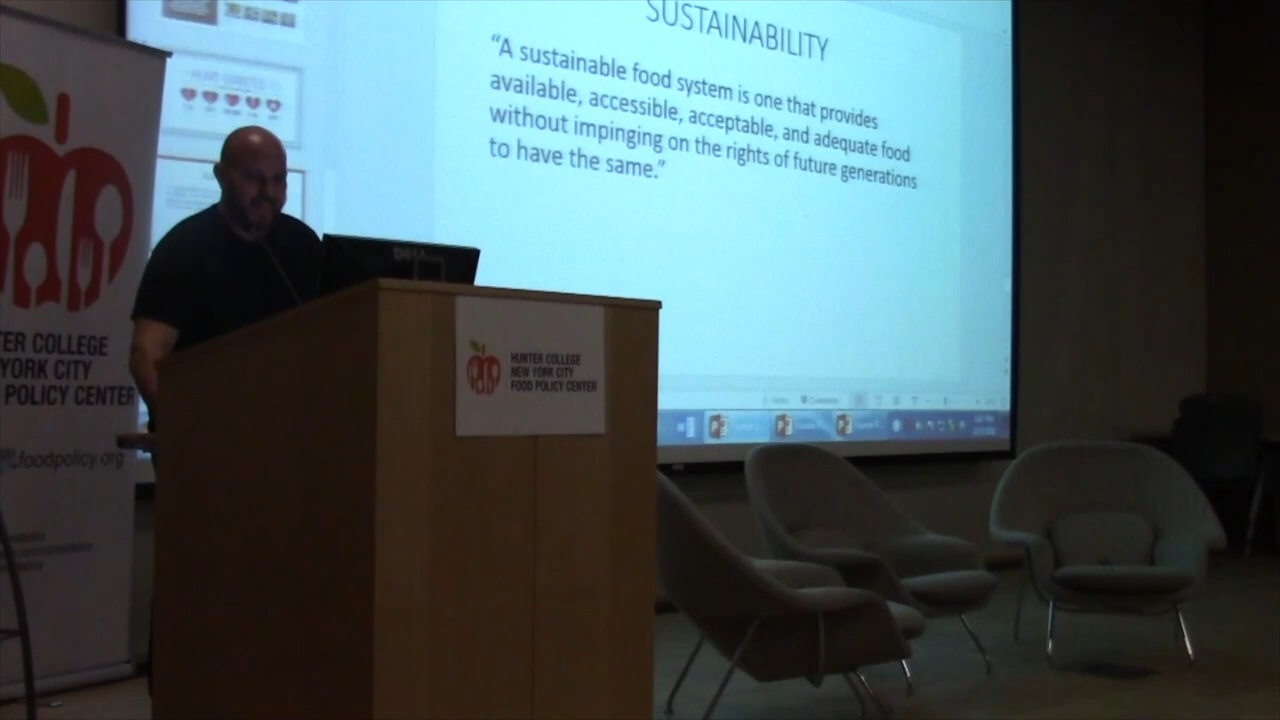 SUSTAINABILITY
“A sustainable food system is one that provides
available, accessible, acceptable, and adequate food
without impinging on the rights of future generations
to have the same.”
TER COLLEGE
YORK CITY
POLICY CENTER
foodpolicy.org
HUNTER COLLEGE
NEW YORK CITY
FOOD POLICY CENTER
DELL